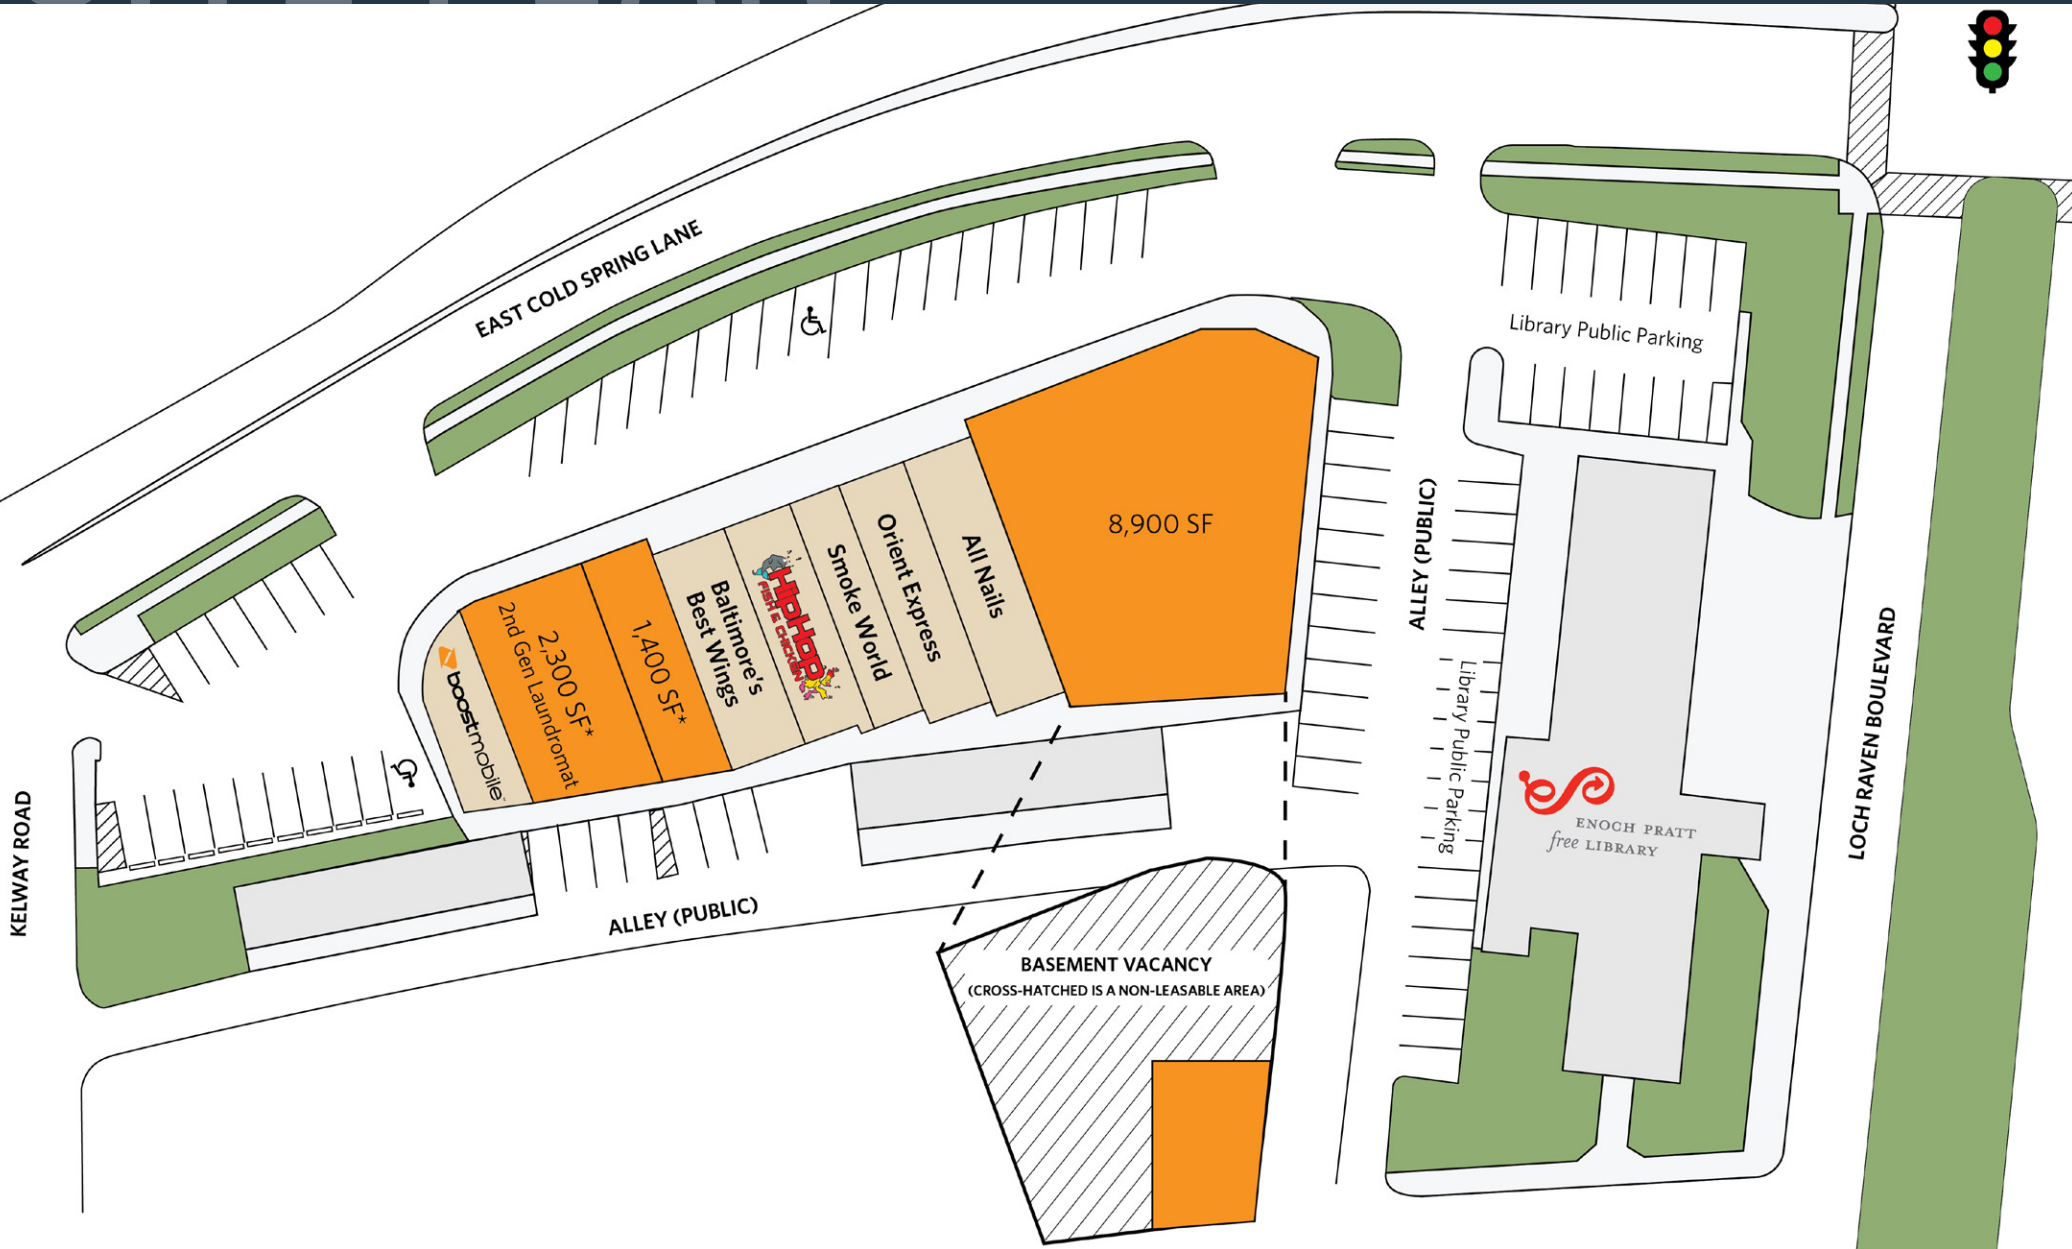 EAST COLD SPRING LANE
Library Public Parking
8,900 SF
ALLEY (PUBLIC)
All Nails
Orient Express
Smoke World
HipHop
FISH & CHICKEN
Baltimore's
Best Wings
1,400 SF*
2,300 SF*
2nd Gen Laundromat
boostmobile
Library Public Parking
LOCH RAVEN BOULEVARD
ENOCH PRATT
free LIBRARY
KELWAY ROAD
ALLEY (PUBLIC)
BASEMENT VACANCY
(CROSS-HATCHED IS A NON-LEASABLE AREA)